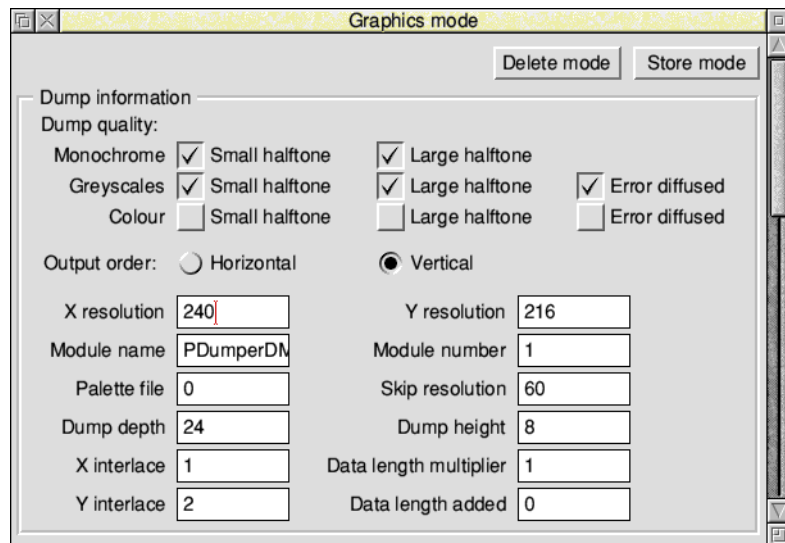 Graphics mode
Delete mode Store mode
Dump information
Dump quality:
Monochrome Small halftone Large halftone
Greyscales Small halftone Large halftone Error diffused
Colour Small halftone Large halftone Error diffused
Output order: Horizontal Vertical
X resolution 240 Y resolution 216
Module name PDumperDM Module number 1
Palette file 0 Skip resolution 60
Dump depth 24 Dump height 8
X interlace 1 Data length multiplier 1
Y interlace 2 Data length added 0